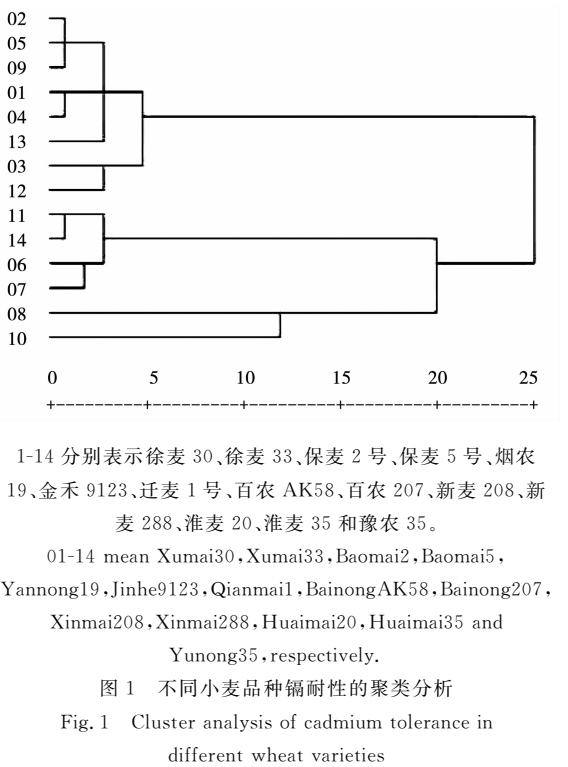 02
05
09
01
04
13
03
12
11
14
06
07
08
10
0 5 10 15 20 25
1-14 分别表示徐麦 30、徐麦 33、保麦 2 号、保麦 5 号、烟农
19、金禾 9123、迁麦 1 号、百农 AK58、百农 207、新麦 208、新
麦 288、淮麦 20、淮麦 35 和豫农 35。
01-14 mean Xumai30,Xumai33,Baomai2,Baomai5,
Yannong19,Jinhe9123,Qianmai1,BainongAK58,Bainong207,
Xinmai208,Xinmai288,Huaimai20,Huaimai35 and
Yunong35,respectively.
图 1 不同小麦品种镉耐性的聚类分析
Fig. 1 Cluster analysis of cadmium tolerance in
different wheat varieties